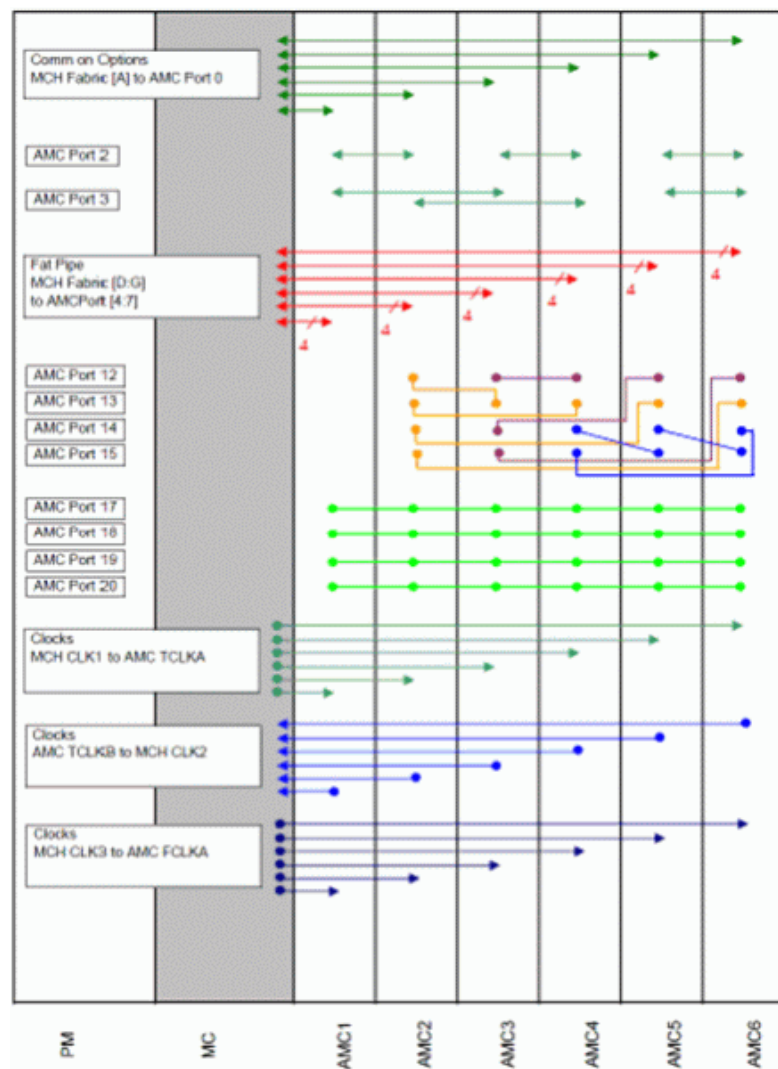 Comm on Options
MCH Fabric [A] to AMC Port 0
AMC Port 2
AMC Port 3
Fat Pipe
MCH Fabric [D:G]
to AMCPort [4:7]
4 4 4 4 4 4
AMC Port 12
AMC Port 13
AMC Port 14
AMC Port 15
AMC Port 17
AMC Port 18
AMC Port 19
AMC Port 20
Clocks
MCH CLK1 to AMC TCLKA
Clocks
AMC TCLKB to MCH CLK2
Clocks
MCH CLK3 to AMC FCLKA
PM MC AMC1 AMC2 AMC3 AMC4 AMC5 AMC6